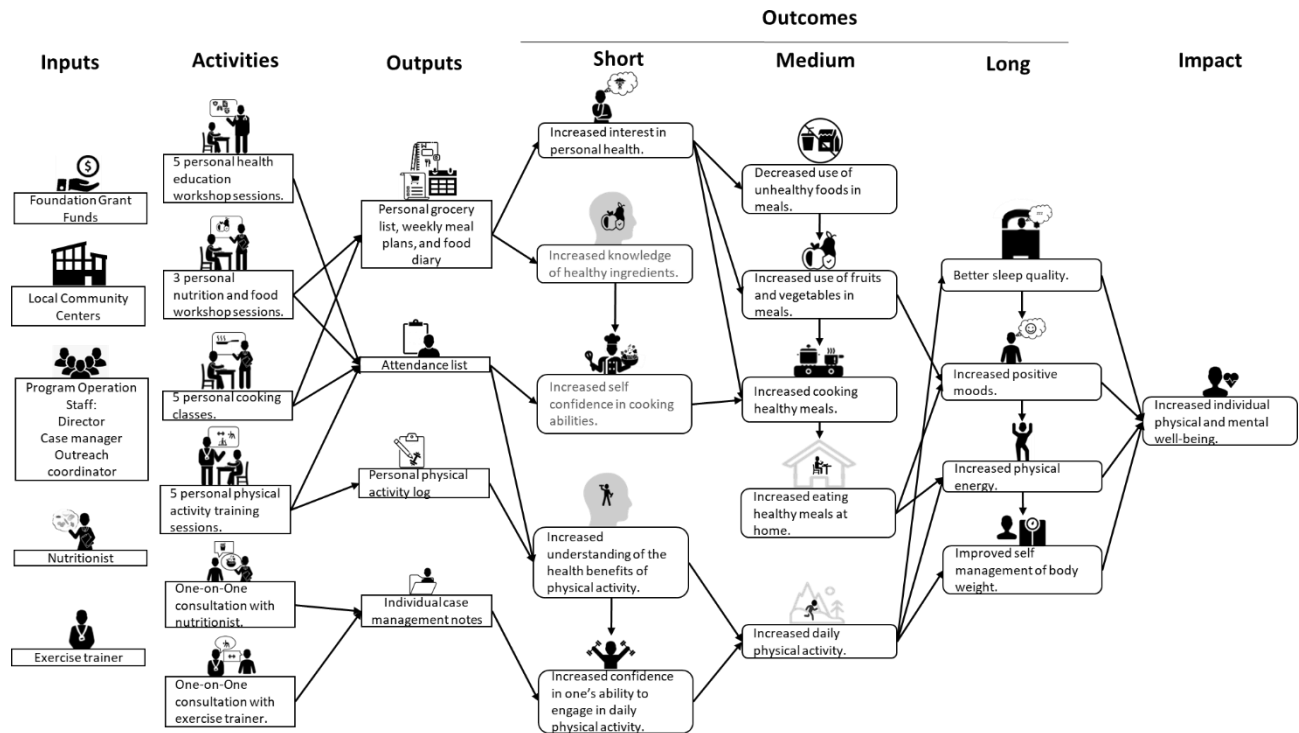 Outcomes
Inputs
Activities
Outputs
Short
Medium
Long
Impact
Foundation Grant
Funds
Local Community
Centers
Program Operation
Staff:
Director
Case manager
Outreach
coordinator
Nutritionist
Exercise trainer
5 personal health
education
workshop sessions.
3 personal
nutrition and food
workshop sessions.
5 personal cooking
classes.
5 personal physical
activity training
sessions.
One-on-One
consultation with
nutritionist.
One-on-One
consultation with
exercise trainer.
Personal grocery
list, weekly meal
plans, and food
diary
Attendance list
Personal physical
activity log
Individual case
management notes
Increased interest in
personal health.
Increased knowledge
of healthy ingredients.
Increased self
confidence in cooking
abilities.
Increased
understanding of the
health benefits of
physical activity.
Increased confidence
in one's ability to
engage in daily
physical activity.
Decreased use of
unhealthy foods in
meals.
Increased use of fruits
and vegetables in
meals.
Increased cooking
healthy meals.
Increased eating
healthy meals at
home.
Increased daily
physical activity.
Better sleep quality.
Increased positive
moods.
Increased physical
energy.
Improved self
management of body
weight.
Increased individual
physical and mental
well-being.